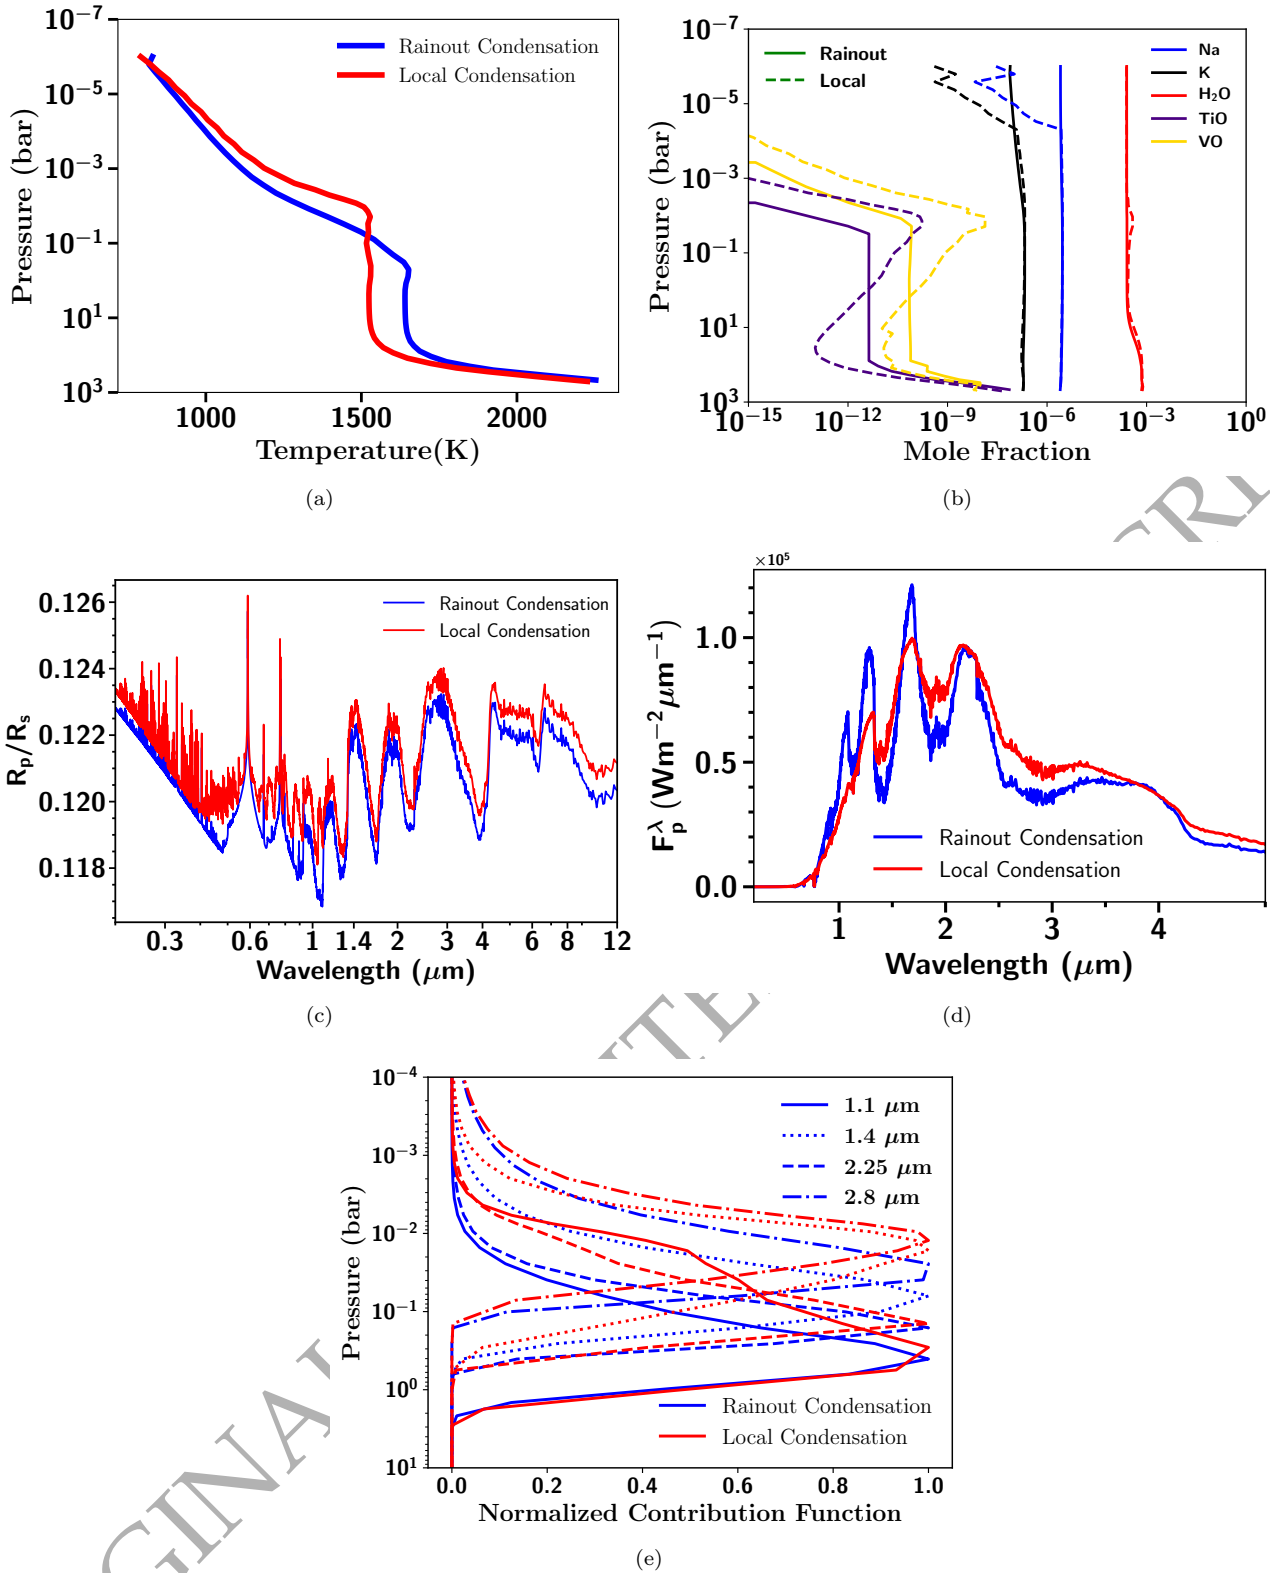 10^-7
10^-5
10^-3
10^-1
10^1
10^3
Pressure (bar)
Rainout Condensation
Local Condensation
1000 1500 2000
Temperature(K)
(a)
10^-7
10^-5
10^-3
10^-1
10^1
10^3
Pressure (bar)
Rainout
Local
Na
K
H₂O
TiO
VO
10^-15 10^-12 10^-9 10^-6 10^-3 10^0
Mole Fraction
(b)
0.126
0.124
0.122
0.120
0.118
R_p/R_s
Rainout Condensation
Local Condensation
0.3 0.6 1 1.4 2 3 4 6 8 12
Wavelength (μm)
(c)
×10^5
1.0
0.5
0.0
F_p^λ(Wm^-2μm^-1)
Rainout Condensation
Local Condensation
1 2 3 4
Wavelength (μm)
(d)
10^-4
10^-3
10^-2
10^-1
10^0
10^1
Pressure (bar)
1.1 μm
1.4 μm
2.25 μm
2.8 μm
Rainout Condensation
Local Condensation
0.0 0.2 0.4 0.6 0.8 1.0
Normalized Contribution Function
(e)